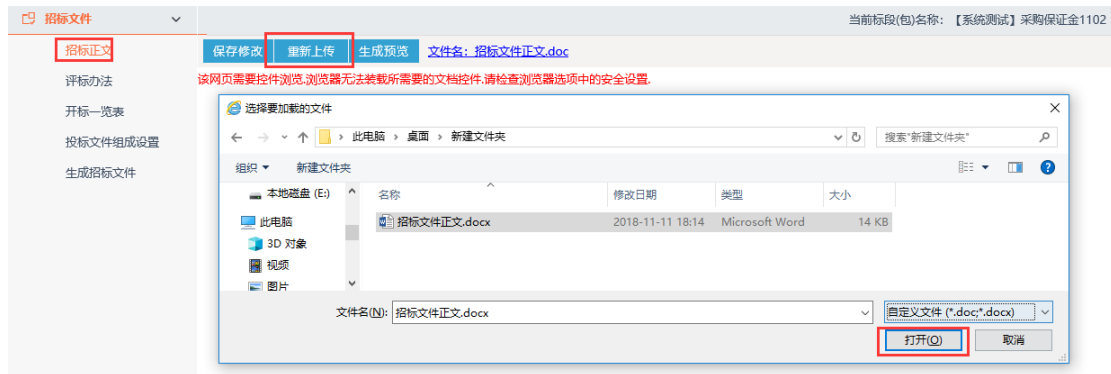 招标文件
当前标段(包)名称: 【系统测试】采购保证金1102
招标正文
评标办法
开标一览表
投标文件组成设置
生成招标文件
保存修改 重新上传 生成预览 文件名: 招标文件正文.doc
该网页需要控件浏览.浏览器无法装载所需要的文档控件.请检查浏览器选项中的安全设置.
选择要加载的文件
此电脑 › 桌面 › 新建文件夹
搜索"新建文件夹"
组织 新建文件夹
本地磁盘 (E:)
此电脑
3D 对象
视频
图片
名称 修改日期 类型 大小
招标文件正文.docx 2018-11-11 18:14 Microsoft Word 14 KB
文件名(N): 招标文件正文.docx 自定义文件 (*.doc;*.docx)
打开(O) 取消